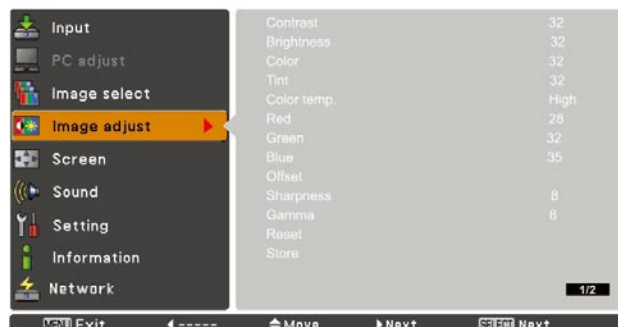 Input
PC adjust
Image select
Image adjust
Screen
Sound
Setting
Information
Network
Contrast 32
Brightness 32
Color 32
Tint 32
Color temp. High
Red 28
Green 32
Blue 35
Offset
Sharpness 8
Gamma 8
Reset
Store
1/2
MENU Exit ◄ ----- Move ►Next SELECT Next